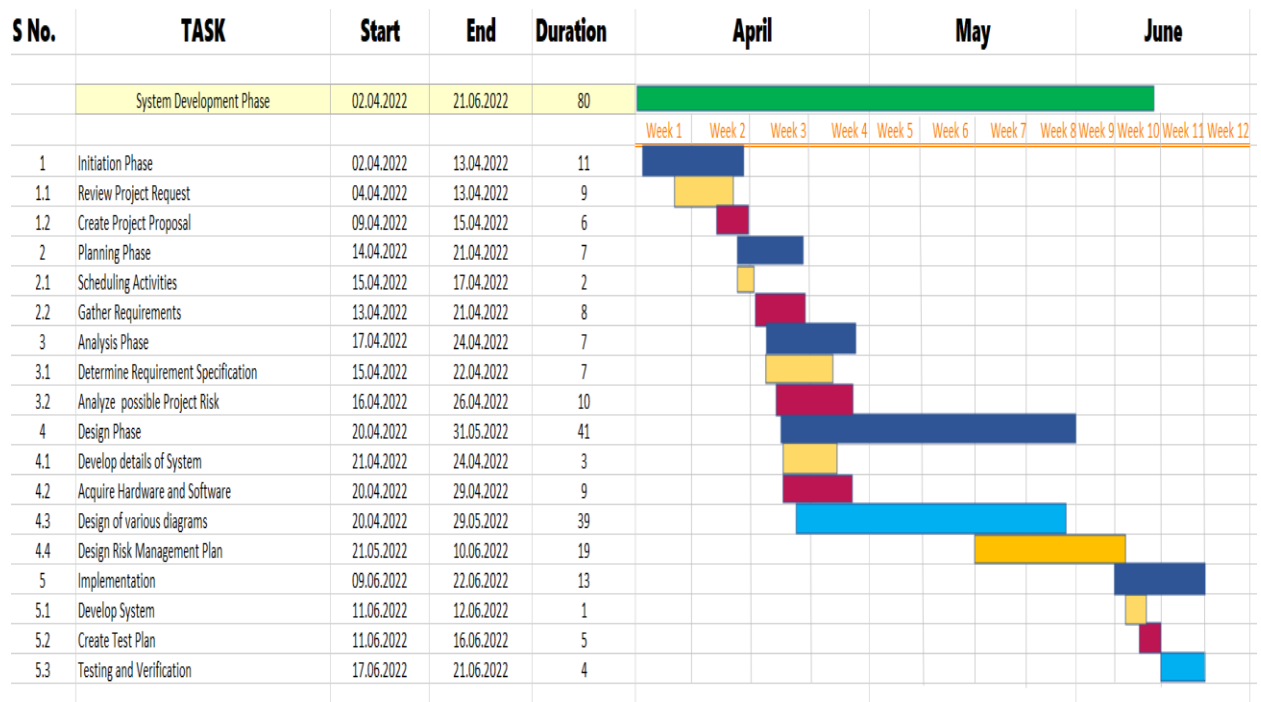 S No. TASK Start End Duration April May June
System Development Phase 02.04.2022 21.06.2022 80
Week 1 Week 2 Week 3 Week 4 Week 5 Week 6 Week 7 Week 8 Week 9 Week 10 Week 11 Week 12
1 Initiation Phase 02.04.2022 13.04.2022 11
1.1 Review Project Request 04.04.2022 13.04.2022 9
1.2 Create Project Proposal 09.04.2022 15.04.2022 6
2 Planning Phase 14.04.2022 21.04.2022 7
2.1 Scheduling Activities 15.04.2022 17.04.2022 2
2.2 Gather Requirements 13.04.2022 21.04.2022 8
3 Analysis Phase 17.04.2022 24.04.2022 7
3.1 Determine Requirement Specification 15.04.2022 22.04.2022 7
3.2 Analyze possible Project Risk 16.04.2022 26.04.2022 10
4 Design Phase 20.04.2022 31.05.2022 41
4.1 Develop details of System 21.04.2022 24.04.2022 3
4.2 Acquire Hardware and Software 20.04.2022 29.04.2022 9
4.3 Design of various diagrams 20.04.2022 29.05.2022 39
4.4 Design Risk Management Plan 21.05.2022 10.06.2022 19
5 Implementation 09.06.2022 22.06.2022 13
5.1 Develop System 11.06.2022 12.06.2022 1
5.2 Create Test Plan 11.06.2022 16.06.2022 5
5.3 Testing and Verification 17.06.2022 21.06.2022 4